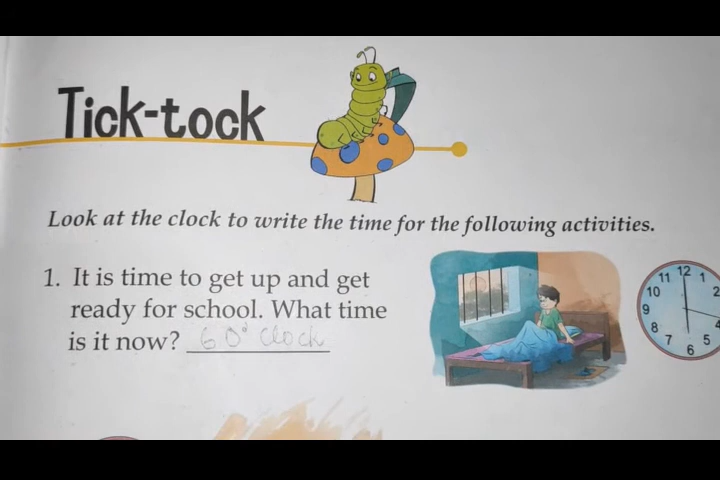 Tick-tock
Look at the clock to write the time for the following activities.
1. It is time to get up and get
ready for school. What time
is it now? 6 O' Clock
11 12 1
10 2
9
8 4
7 6 5